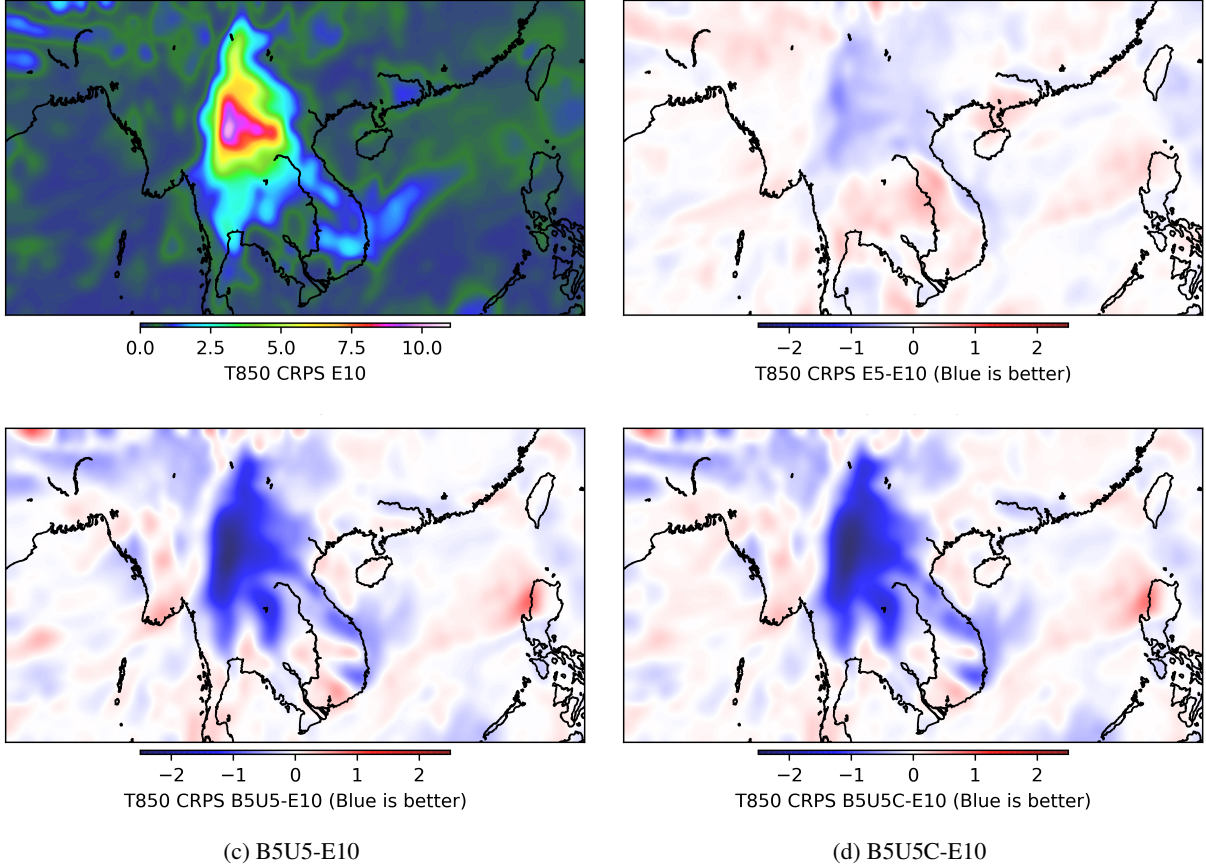 0.0 2.5 5.0 7.5 10.0
T850 CRPS E10
−2 −1 0 1 2
T850 CRPS E5-E10 (Blue is better)
−2 −1 0 1 2
T850 CRPS B5U5-E10 (Blue is better)
(c) B5U5-E10
−2 −1 0 1 2
T850 CRPS B5U5C-E10 (Blue is better)
(d) B5U5C-E10